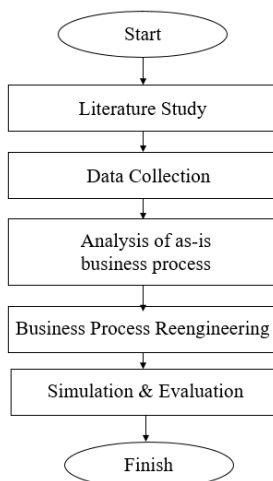 Start
Literature Study
Data Collection
Analysis of as-is
business process
Business Process Reengineering
Simulation & Evaluation
Finish